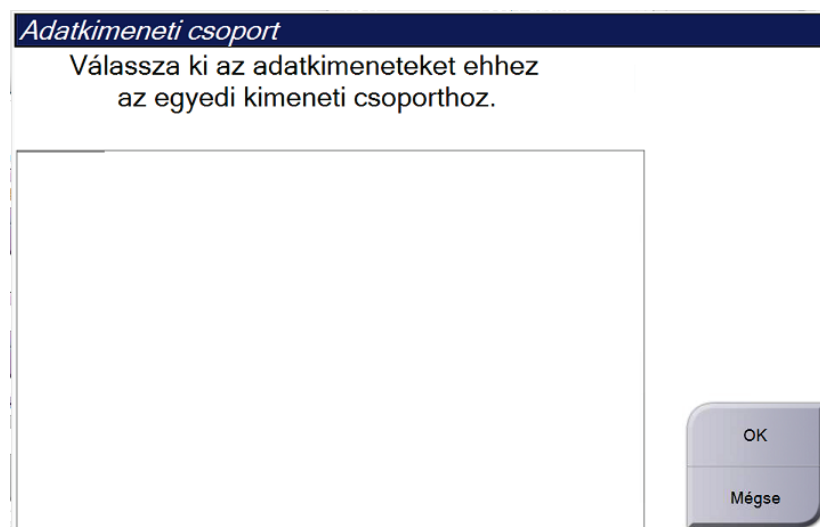 Adatkimeneti csoport
Válassza ki az adatkimeneteket ehhez
az egyedi kimeneti csoporthoz.
OK
Mégse